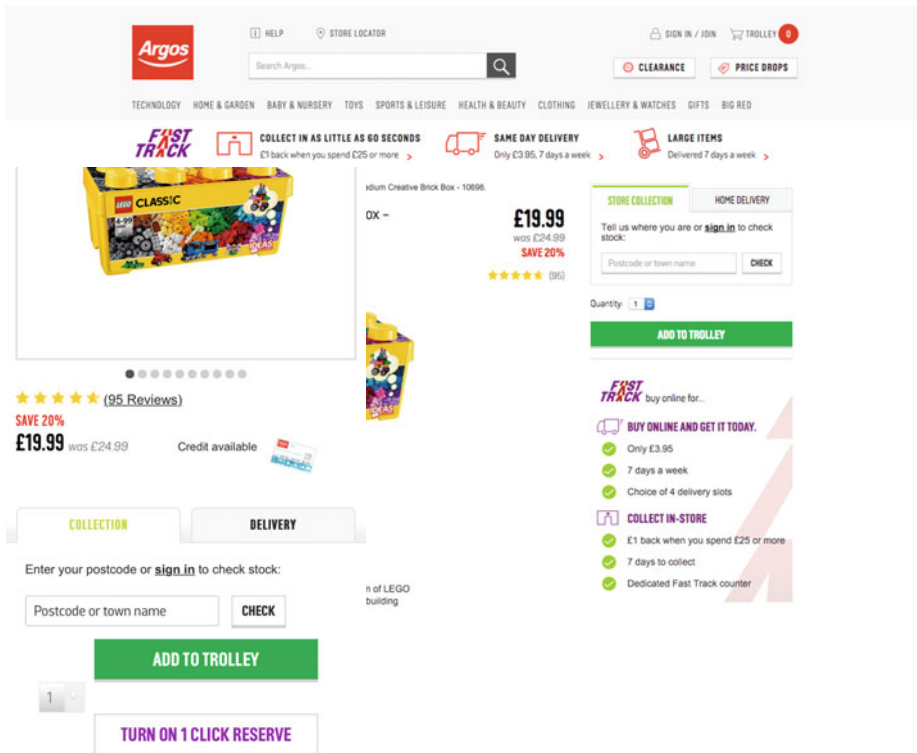 HELP STORE LOCATOR SIGN IN / JOIN TROLLEY 0
Argos
Search Argos...
CLEARANCE PRICE DROPS
TECHNOLOGY HOME & GARDEN BABY & NURSERY TOYS SPORTS & LEISURE HEALTH & BEAUTY CLOTHING JEWELLERY & WATCHES GIFTS BIG RED
FAST TRACK
COLLECT IN AS LITTLE AS 60 SECONDS
£1 back when you spend £25 or more >
SAME DAY DELIVERY
Only £3.95, 7 days a week >
LARGE ITEMS
Delivered 7 days a week >
LEGO CLASSIC
4-99
IDEAS
(95 Reviews)
SAVE 20%
£19.99 was £24.99 Credit available
COLLECTION DELIVERY
Enter your postcode or sign in to check stock:
Postcode or town name CHECK
ADD TO TROLLEY
1
TURN ON 1 CLICK RESERVE
edium Creative Brick Box - 10696.
ox –
£19.99
was £24.99
SAVE 20%
(95)
IDEAS
n of LEGO
building
STORE COLLECTION HOME DELIVERY
Tell us where you are or sign in to check
stock:
Postcode or town name CHECK
Quantity: 1
ADD TO TROLLEY
FAST TRACK buy online for...
BUY ONLINE AND GET IT TODAY.
Only £3.95
7 days a week
Choice of 4 delivery slots
COLLECT IN-STORE
£1 back when you spend £25 or more
7 days to collect
Dedicated Fast Track counter